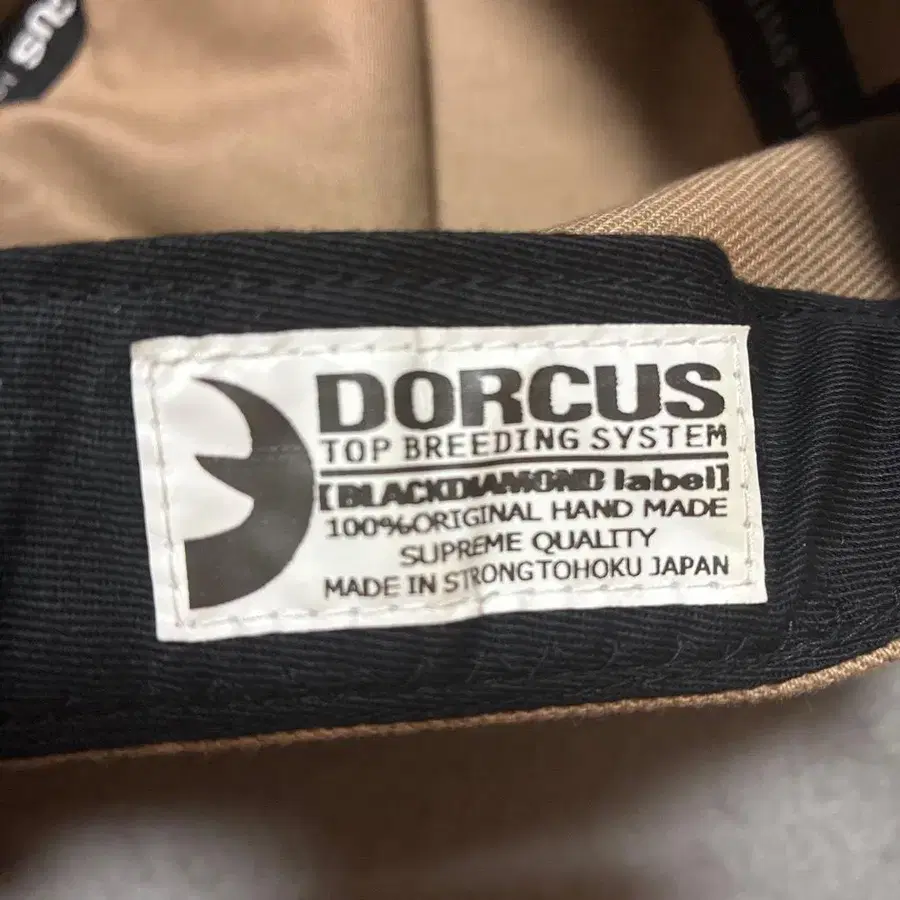 DORCUS
TOP BREEDING SYSTEM
[BLACKDIAMOND label]
100%ORIGINAL HAND MADE
SUPREME QUALITY
MADE IN STRONGTOHOKU JAPAN